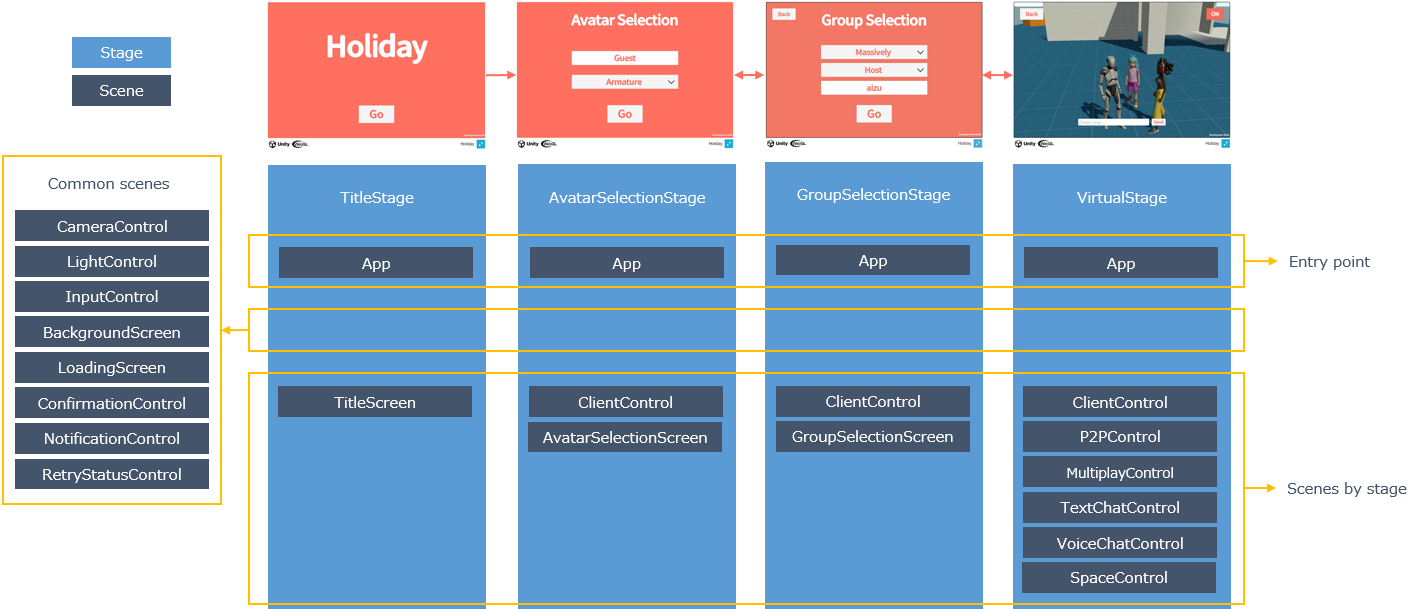 Stage
Scene
Holiday
Go
Unity
WebGL
Holiday
Avatar Selection
Guest
Armature
Go
Unity
WebGL
Holiday
Back
Group Selection
Massively
Host
aizu
Go
Unity
WebGL
Holiday
Back
ON
Send
Unity
WebGL
Holiday
Common scenes
CameraControl
LightControl
InputControl
BackgroundScreen
LoadingScreen
ConfirmationControl
NotificationControl
RetryStatusControl
TitleStage
App
TitleScreen
AvatarSelectionStage
App
ClientControl
AvatarSelectionScreen
GroupSelectionStage
App
ClientControl
GroupSelectionScreen
VirtualStage
App
ClientControl
P2PControl
MultiplayControl
TextChatControl
VoiceChatControl
SpaceControl
Entry point
Scenes by stage